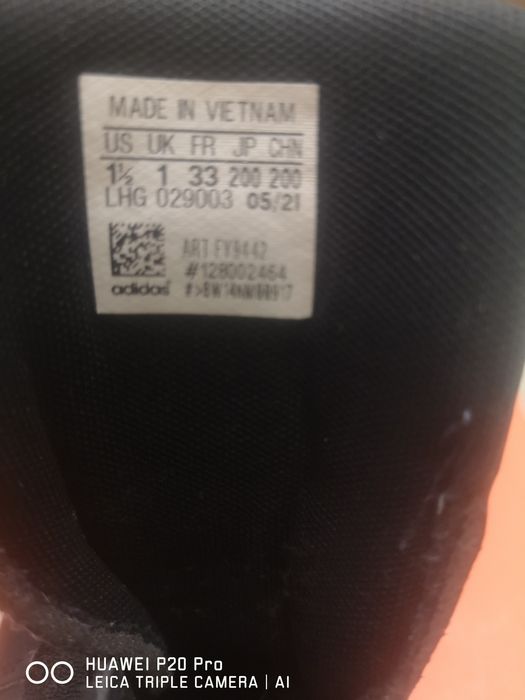 MADE IN VIETNAM
US UK FR JP CHN
1½ 1 33 200 200
LHG 029003 05/21
ART FY9442
#128002464
adidas
HUAWEI P20 Pro
LEICA TRIPLE CAMERA | AI